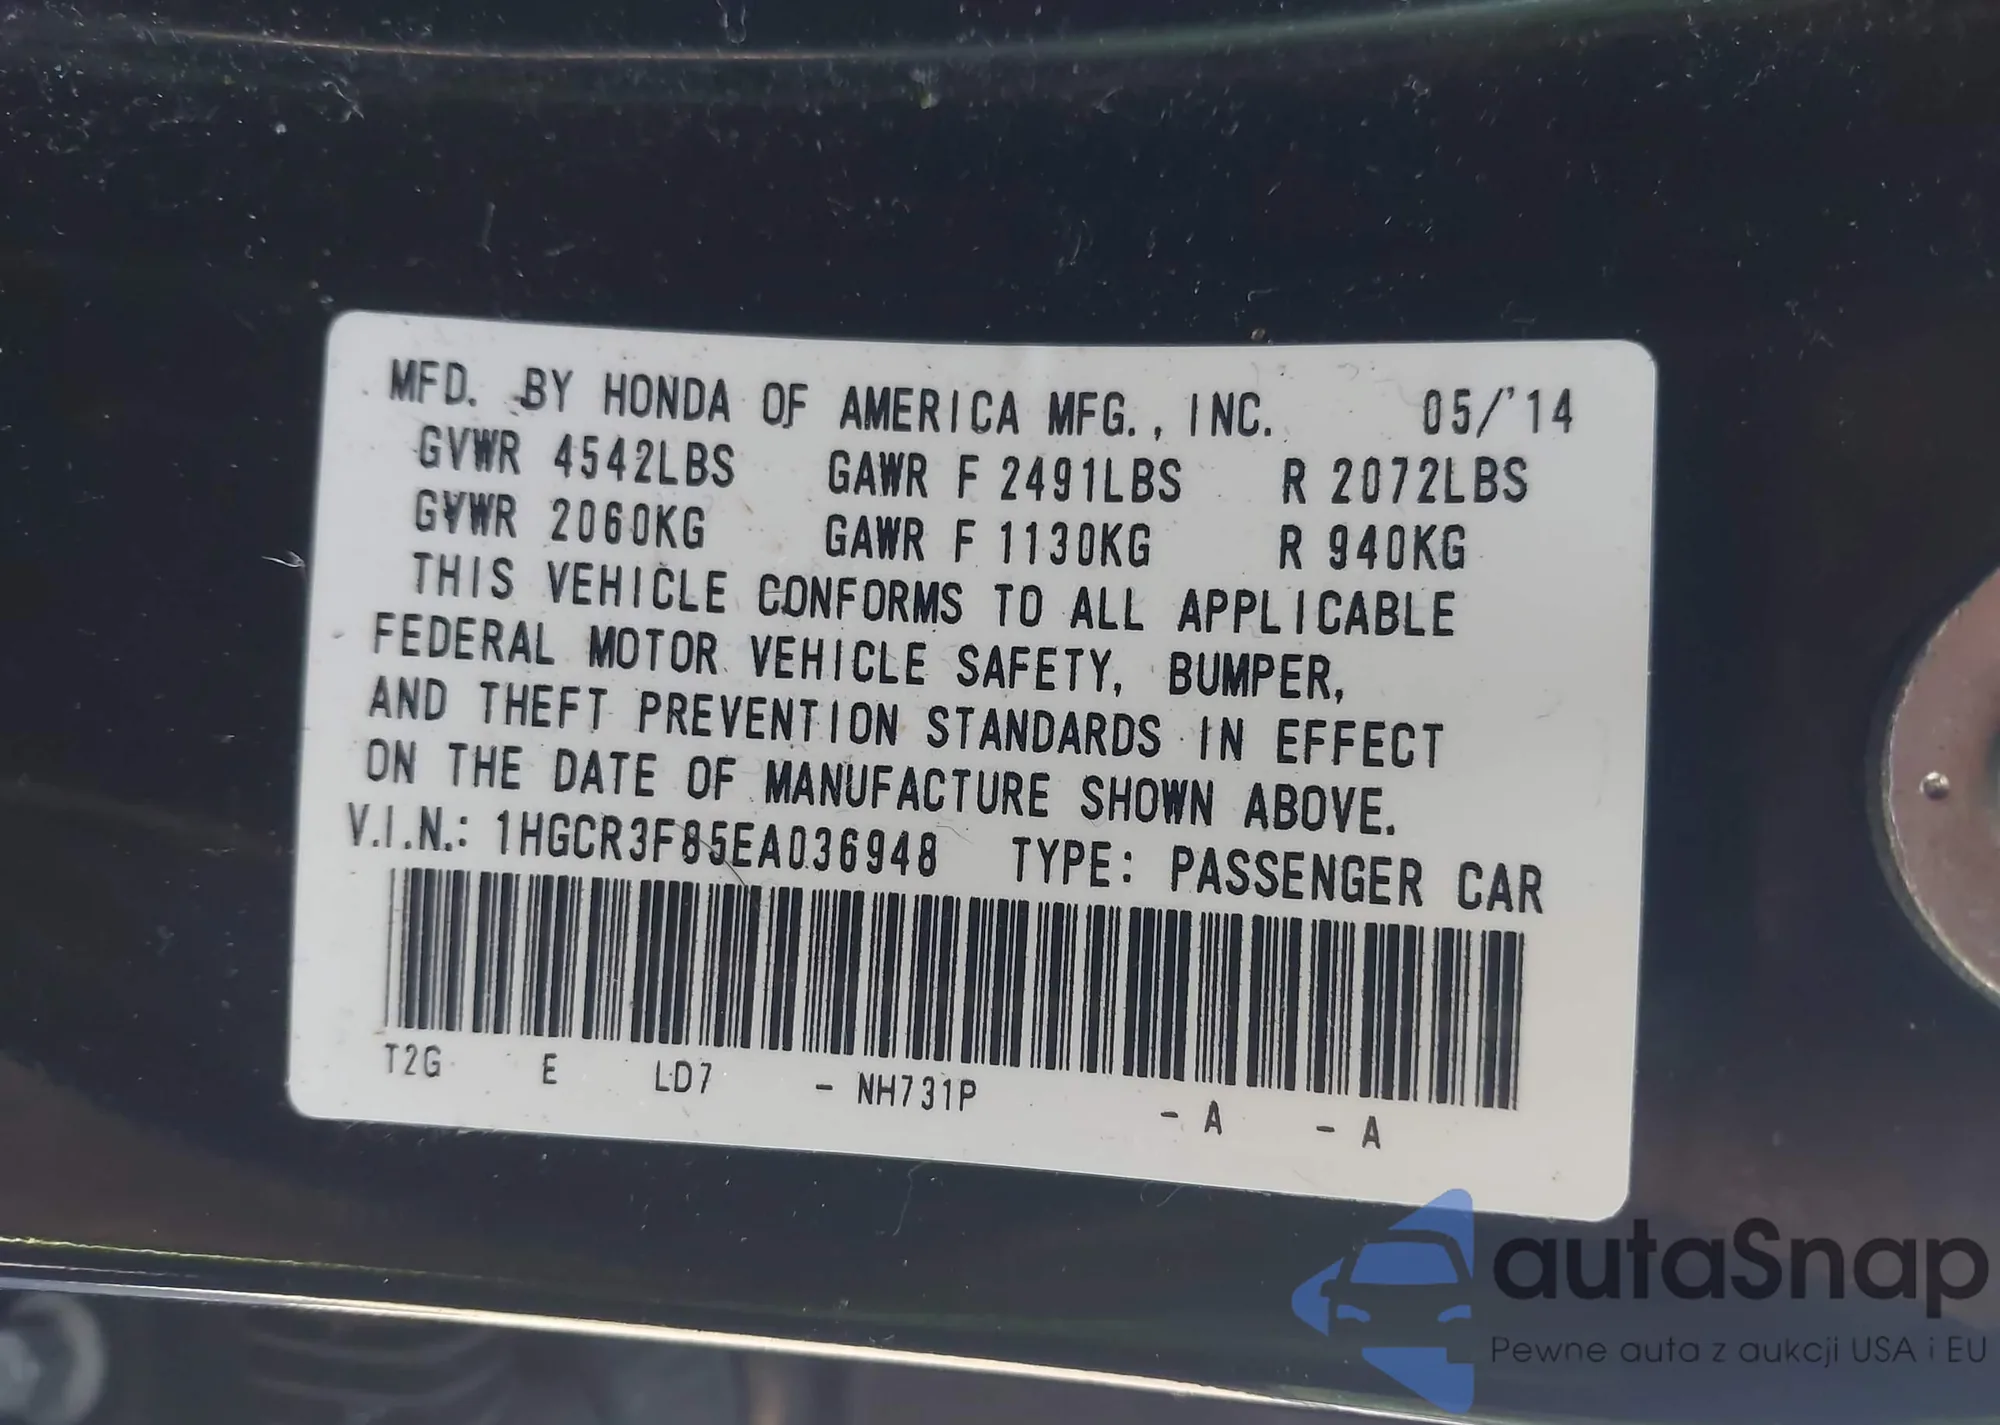 MFD. BY HONDA OF AMERICA MFG., INC. 05/'14
GVWR 4542LBS GAWR F 2491LBS R 2072LBS
GVWR 2060KG GAWR F 1130KG R 940KG
THIS VEHICLE CONFORMS TO ALL APPLICABLE
FEDERAL MOTOR VEHICLE SAFETY, BUMPER,
AND THEFT PREVENTION STANDARDS IN EFFECT
ON THE DATE OF MANUFACTURE SHOWN ABOVE.
V.I.N.: 1HGCR3F85EA036948 TYPE: PASSENGER CAR
T2G E LD7 - NH731P - A - A
autaSnap
Pewne auta z aukcji USA i EU